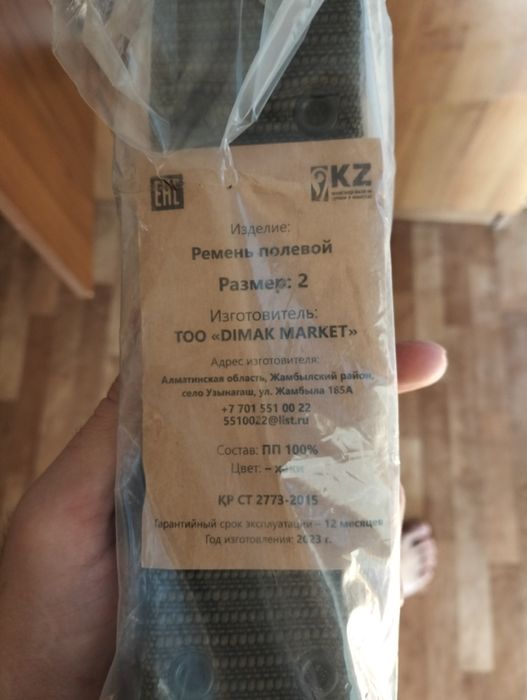 EAC
KZ
Изделие:
Ремень полевой
Размер: 2
Изготовитель:
ТОО «DIMAK MARKET»
Адрес изготовителя:
Алматинская область, Жамбылский район,
село Узынагаш, ул. Жамбыла 185А
+7 701 551 00 22
5510022@list.ru
Состав: ПП 100%
Цвет: – хаки
ҚР СТ 2773-2015
Гарантийный срок эксплуатации – 12 месяцев
Год изготовления: 2023 г.